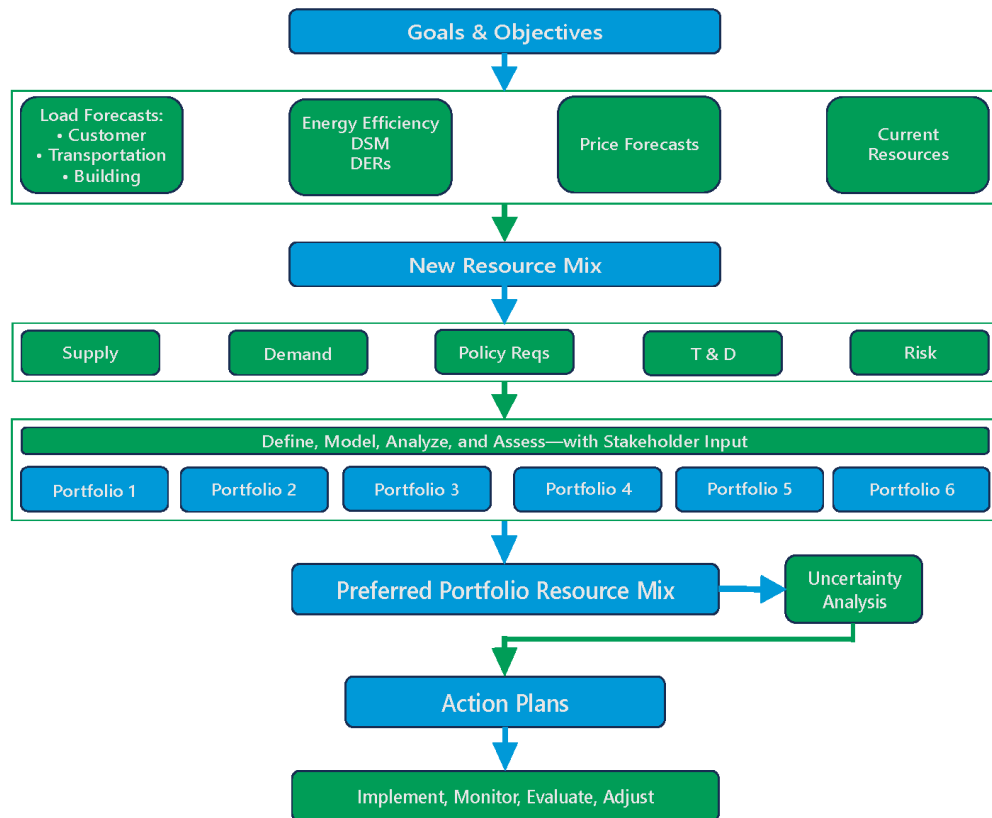 Goals & Objectives
Load Forecasts:
• Customer
• Transportation
• Building
Energy Efficiency
DSM
DERs
Price Forecasts
Current
Resources
New Resource Mix
Supply
Demand
Policy Reqs
T & D
Risk
Define, Model, Analyze, and Assess—with Stakeholder Input
Portfolio 1
Portfolio 2
Portfolio 3
Portfolio 4
Portfolio 5
Portfolio 6
Preferred Portfolio Resource Mix
Uncertainty
Analysis
Action Plans
Implement, Monitor, Evaluate, Adjust